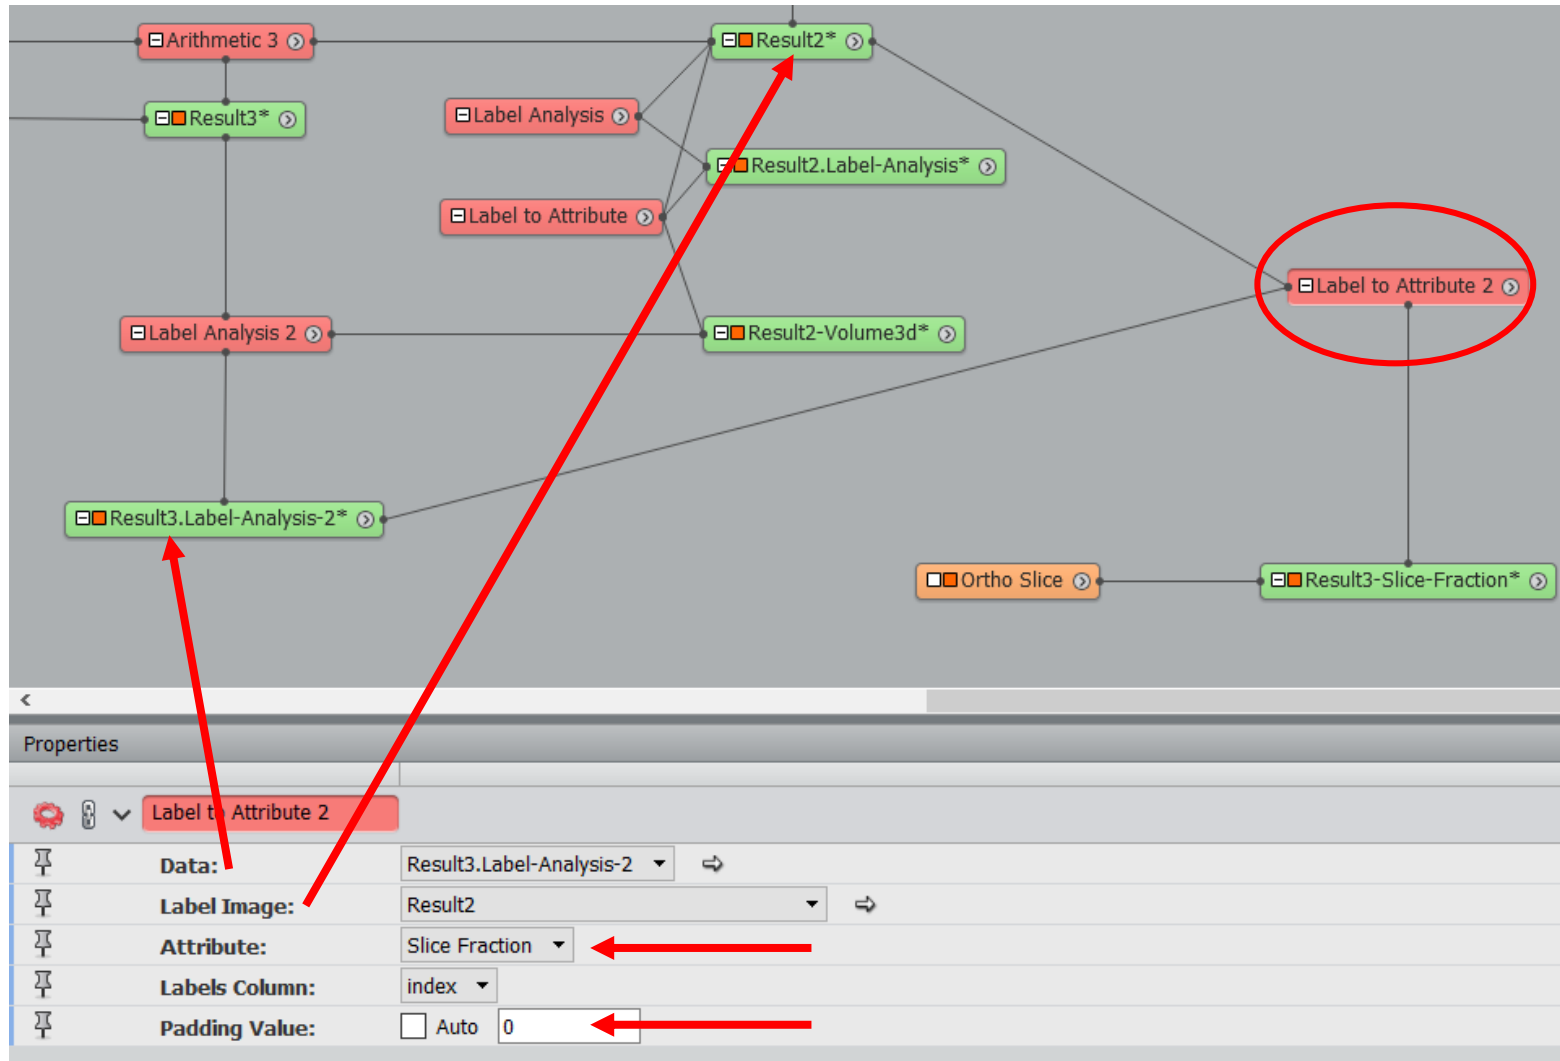 Arithmetic 3
Result2*
Result3*
Label Analysis
Result2.Label-Analysis*
Label to Attribute
Label to Attribute 2
Label Analysis 2
Result2-Volume3d*
Result3.Label-Analysis-2*
Ortho Slice
Result3-Slice-Fraction*
Properties
Label to Attribute 2
Data: Result3.Label-Analysis-2
Label Image: Result2
Attribute: Slice Fraction
Labels Column: index
Padding Value: Auto 0